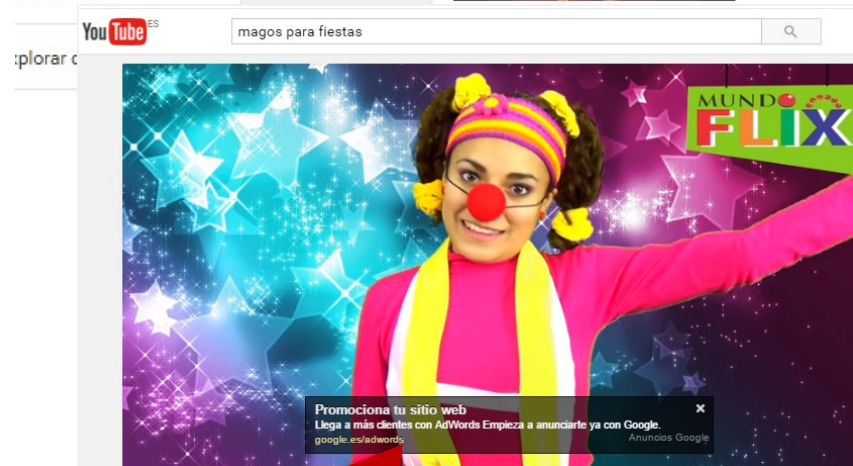 YouTube ES
magos para fiestas
xplorar
MUNDO
FLIX
Promociona tu sitio web
Llega a más clientes con AdWords Empieza a anunciarte ya con Google.
google.es/adwords
Anuncios Google